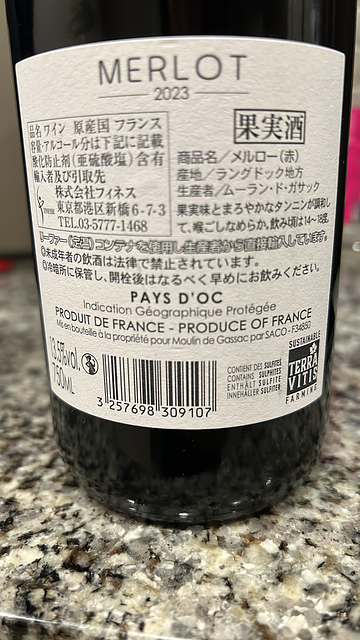 MERLOT
2023
品名 ワイン 原産国 フランス
容量・アルコール分は下記に記載
酸化防止剤(亜硫酸塩)含有
輸入者及び引取先
株式会社フィネス
東京都港区新橋6-7-3
TEL.03-5777-1468
果実酒
商品名/メルロー(赤)
産地/ラングドック地方
生産者/ムーラン・ド・ガサック
果実味とまろやかなタンニンが調和し
て、喉ごしなめらか。飲み頃は14〜16度。
リーファー(定温)コンテナを使用し生産者から直接輸入しています。
未成年者の飲酒は法律で禁止されています。
冷暗所に保管し、開栓後はなるべく早めにお飲みください。
PAYS D'OC
Indication Géographique Protégée
PRODUIT DE FRANCE - PRODUCE OF FRANCE
Mis en bouteille à la propriété pour Moulin de Gassac par SACO - F34850
13.5%vol.
750ML
3 257698 309107
CONTIENT DES SULFITES
CONTAINS SULPHITES
ENTHÄLT SULFITE
INNEHÅLLER SULFITER
SUSTAINABLE
TERRA
VITIS
FARMING